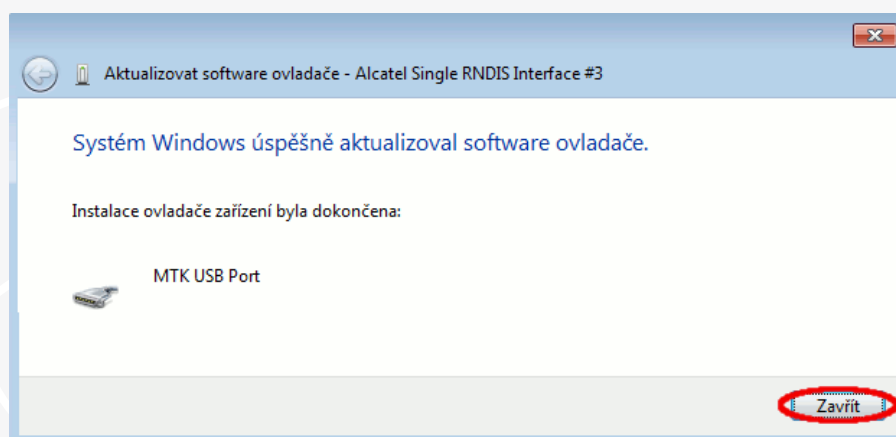 Aktualizovat software ovladače - Alcatel Single RNDIS Interface #3
Systém Windows úspěšně aktualizoval software ovladače.
Instalace ovladače zařízení byla dokončena:
MTK USB Port
Zavřít